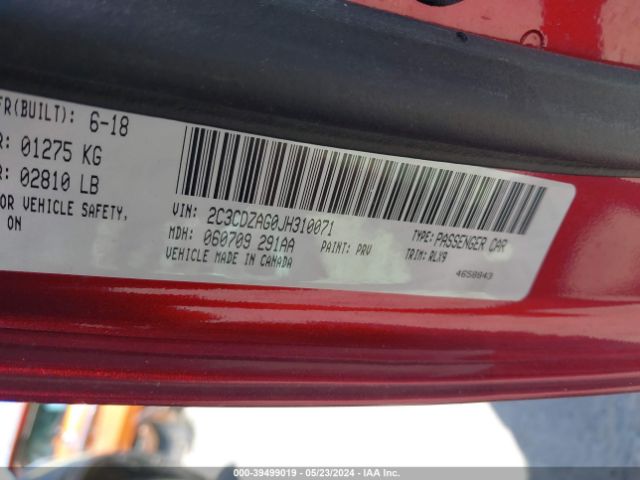 FR(BUILT): 6-18
R: 01275 KG
R: 02810 LB
OR VEHICLE SAFETY,
ON
VIN: 2C3CDZAG0JH310071
MDH: 060709 291AA
PAINT: PRV
VEHICLE MADE IN CANADA
TYPE: PASSENGER CAR
TRIM: RLX9
4658843
000-39499019 - 05/23/2024 - IAA Inc.